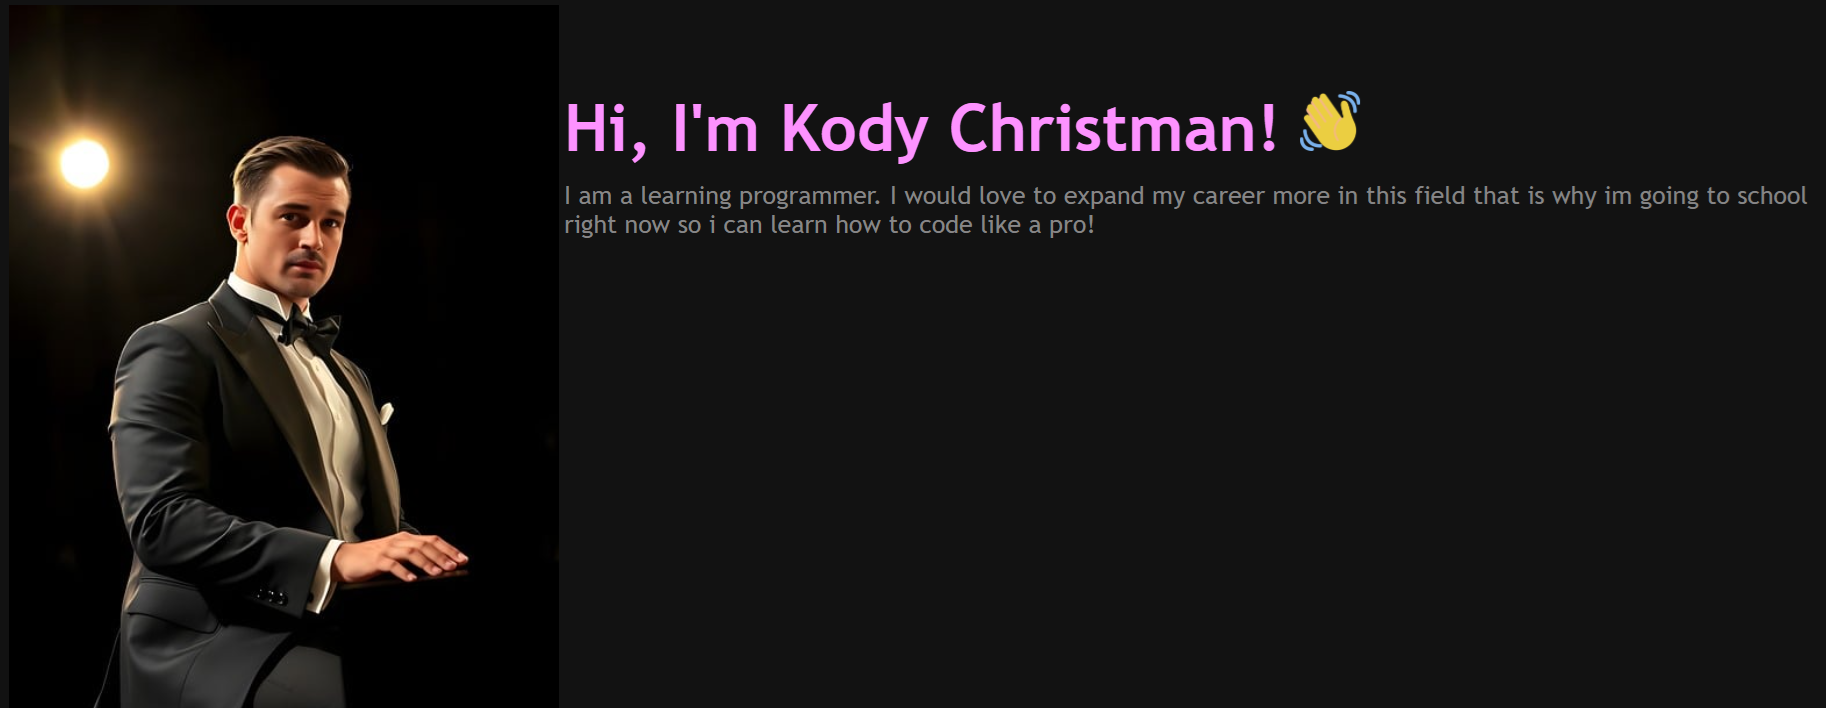 Hi, I'm Kody Christman! 👋
I am a learning programmer. I would love to expand my career more in this field that is why im going to school
right now so i can learn how to code like a pro!